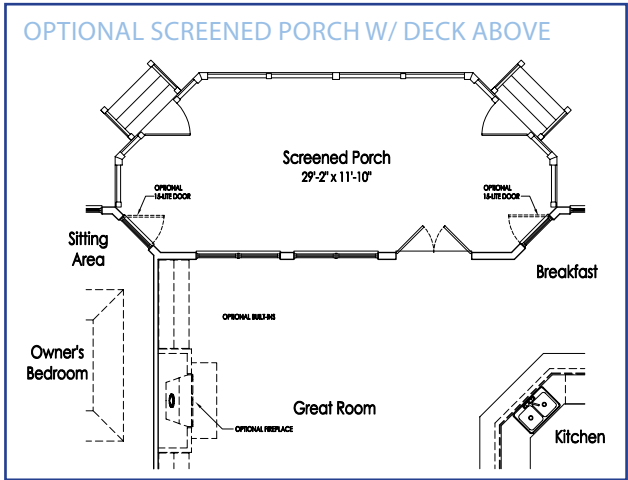 OPTIONAL SCREENED PORCH W/ DECK ABOVE
Screened Porch
29'-2" x 11'-10"
OPTIONAL
15-LITE DOOR
OPTIONAL
15-LITE DOOR
Sitting
Area
Breakfast
OPTIONAL BUILT-INS
Owner's
Bedroom
Great Room
OPTIONAL FIREPLACE
Kitchen